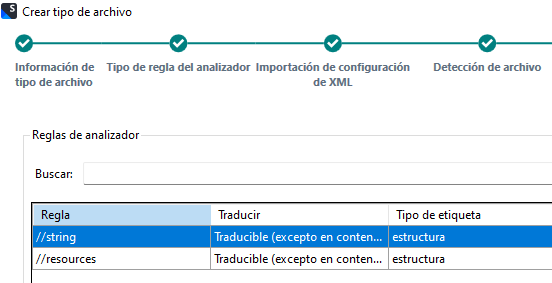 S
Crear tipo de archivo
Información de tipo de archivo
Tipo de regla del analizador
Importación de configuración de XML
Detección de archivo
Reglas de analizador
Buscar:
Regla Traducir Tipo de etiqueta
//string Traducible (excepto en conten... estructura
//resources Traducible (excepto en conten... estructura